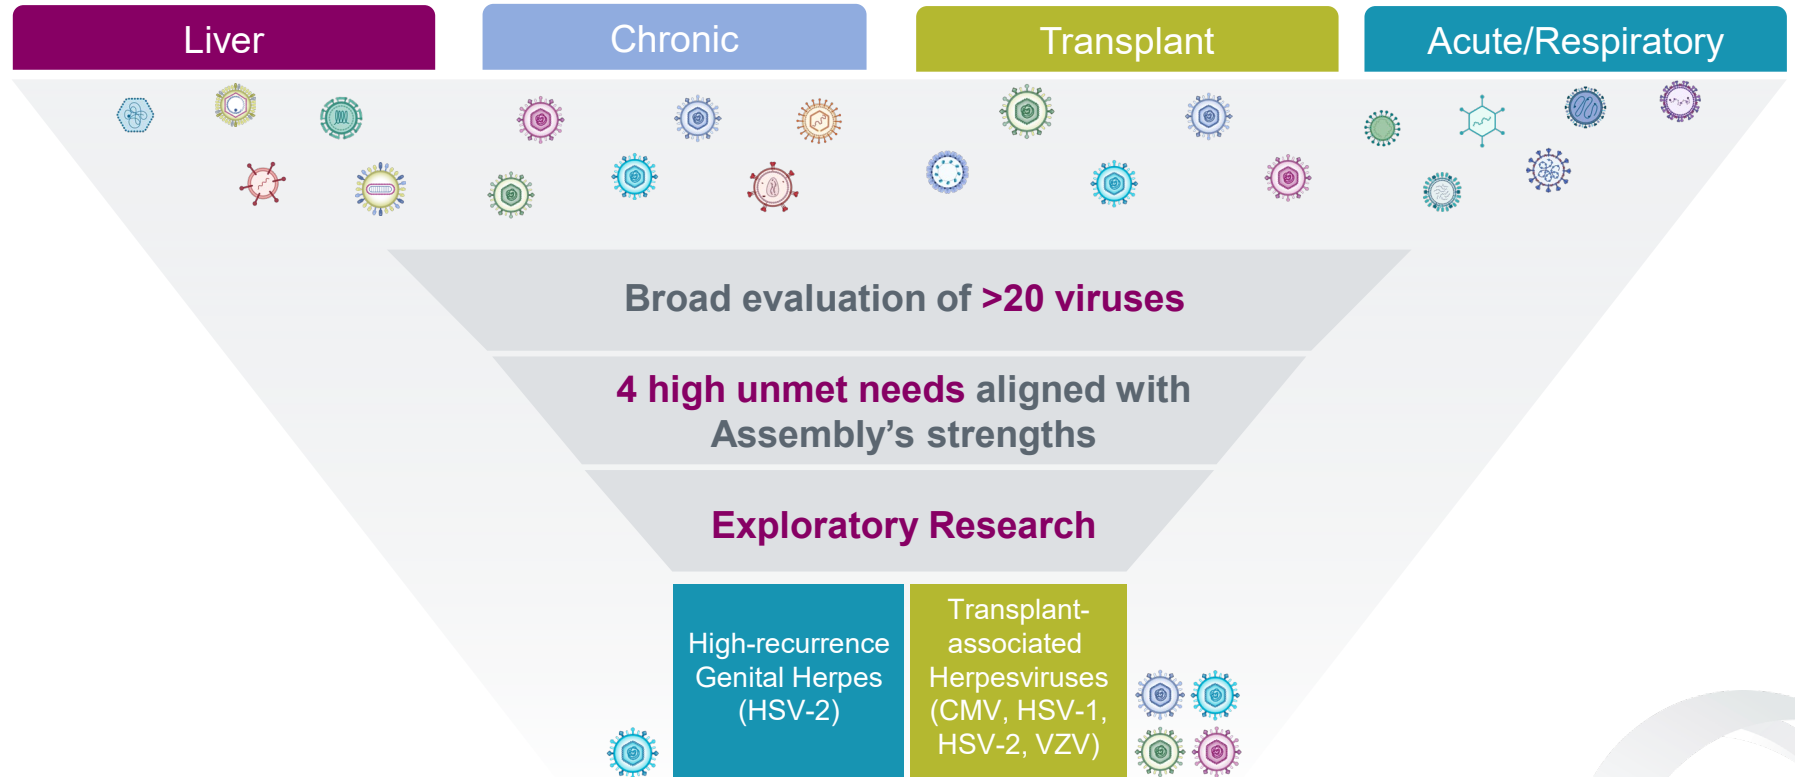 Liver
Chronic
Transplant
Acute/Respiratory
Broad evaluation of >20 viruses
4 high unmet needs aligned with
Assembly’s strengths
Exploratory Research
High-recurrence
Genital Herpes
(HSV-2)
Transplant-
associated
Herpesviruses
(CMV, HSV-1,
HSV-2, VZV)